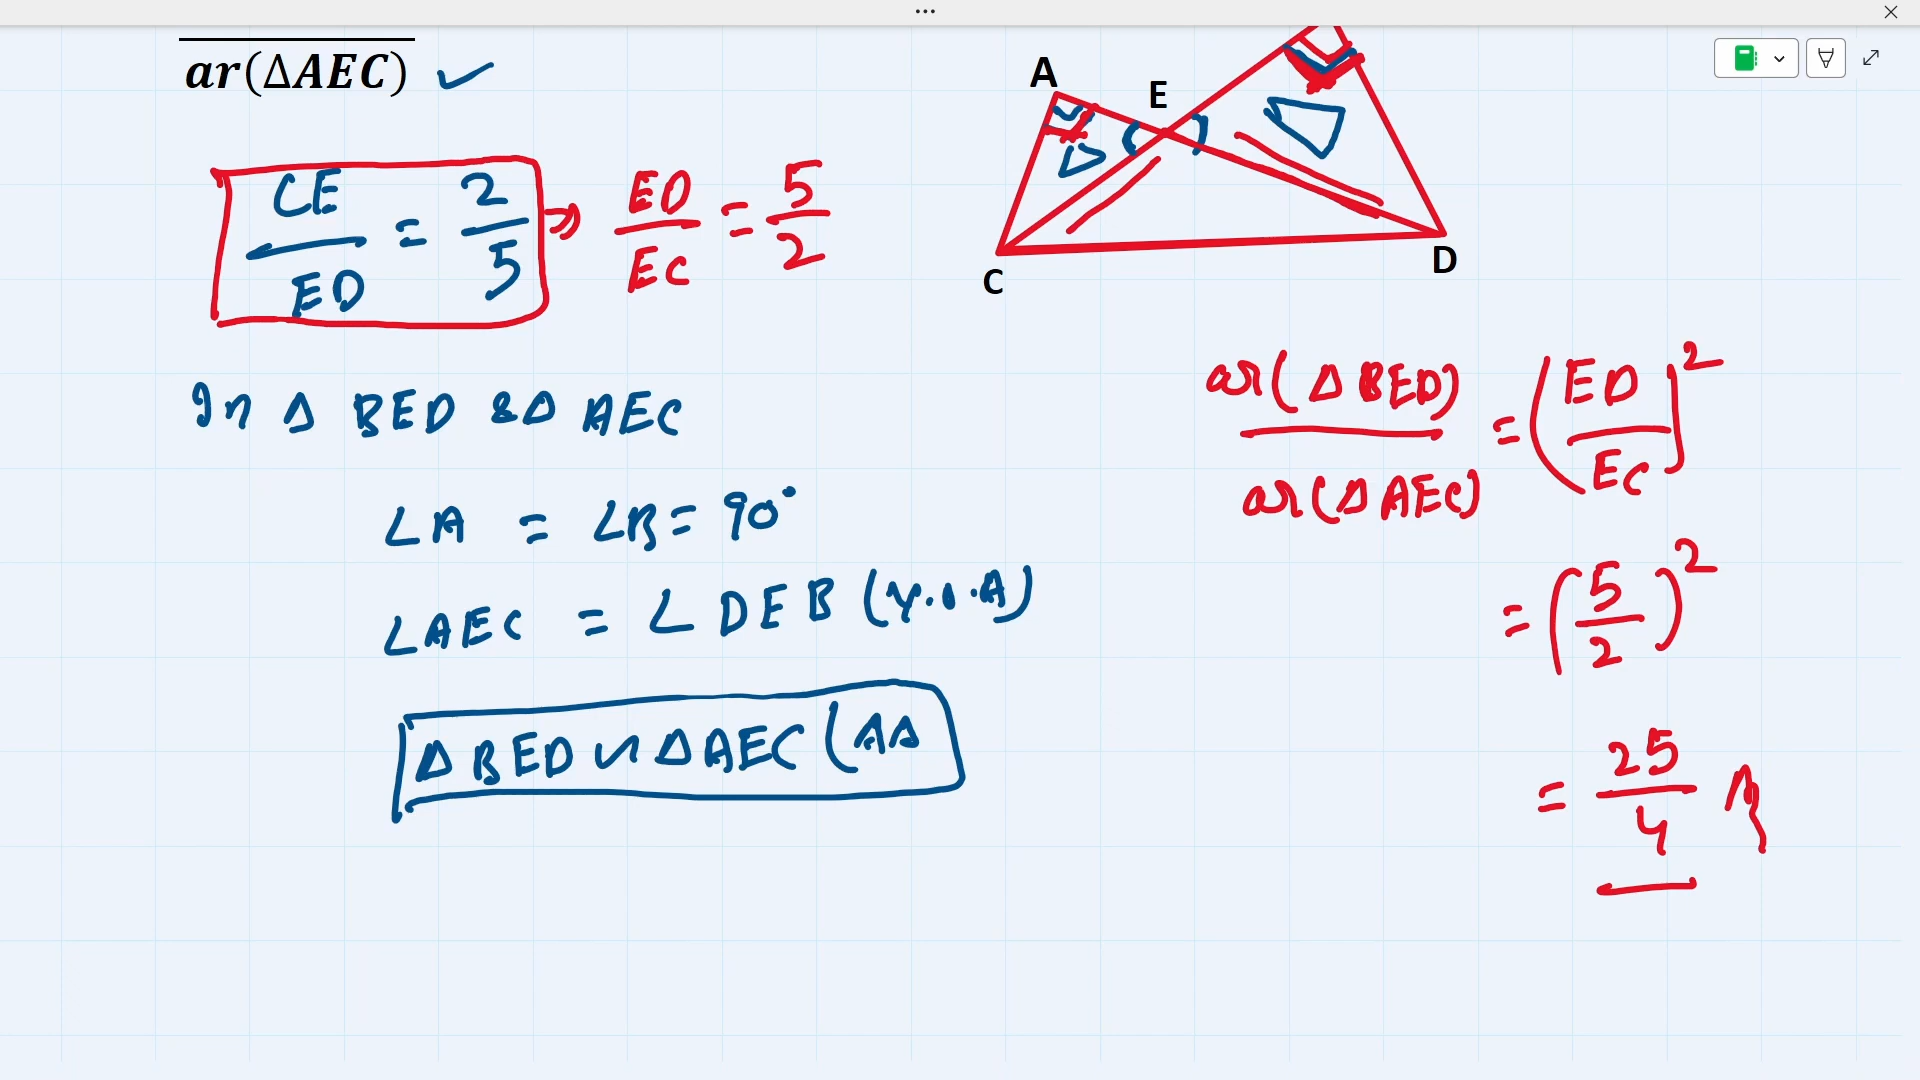 ar(ΔAEC)
A
E
C
D
CE/ED = 2/5 ⇒ ED/EC = 5/2
In Δ BED & Δ AEC
∠A = ∠B = 90°
∠AEC = ∠DEB (V.O.A)
Δ BED ∽ Δ AEC (AA
ar(Δ BED)/ar(Δ AEC) = (ED/EC)²
= (5/2)²
= 25/4